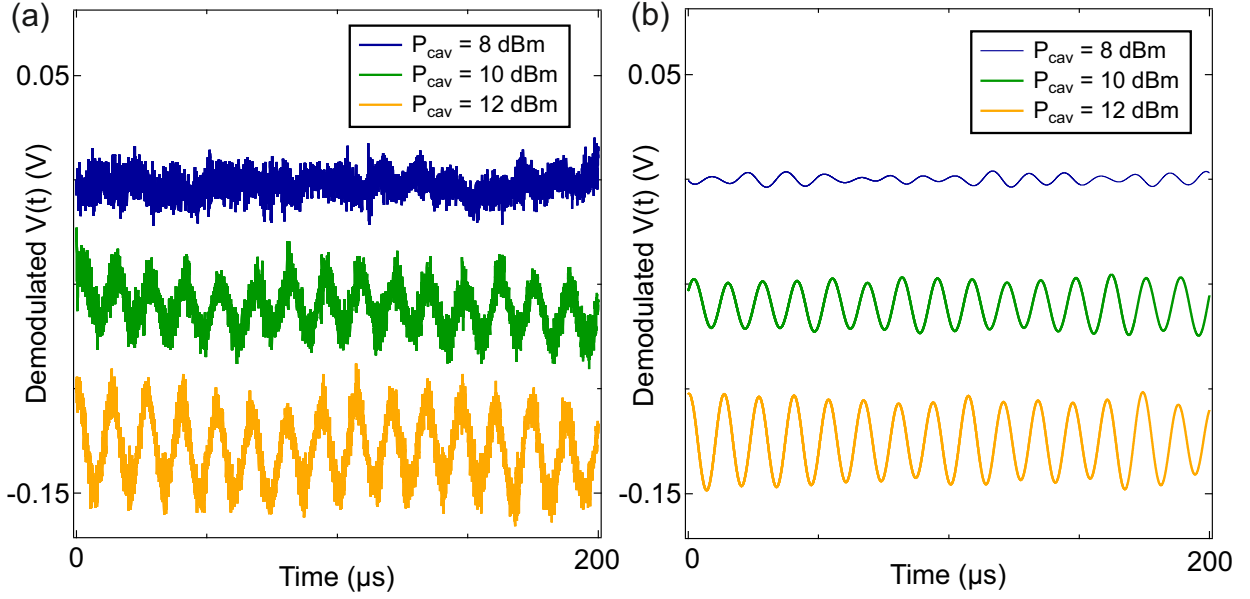 (a)
P_cav = 8 dBm
P_cav = 10 dBm
P_cav = 12 dBm
0.05
-0.15
Demodulated V(t) (V)
0
200
Time (µs)
(b)
P_cav = 8 dBm
P_cav = 10 dBm
P_cav = 12 dBm
0.05
-0.15
Demodulated V(t) (V)
0
200
Time (µs)